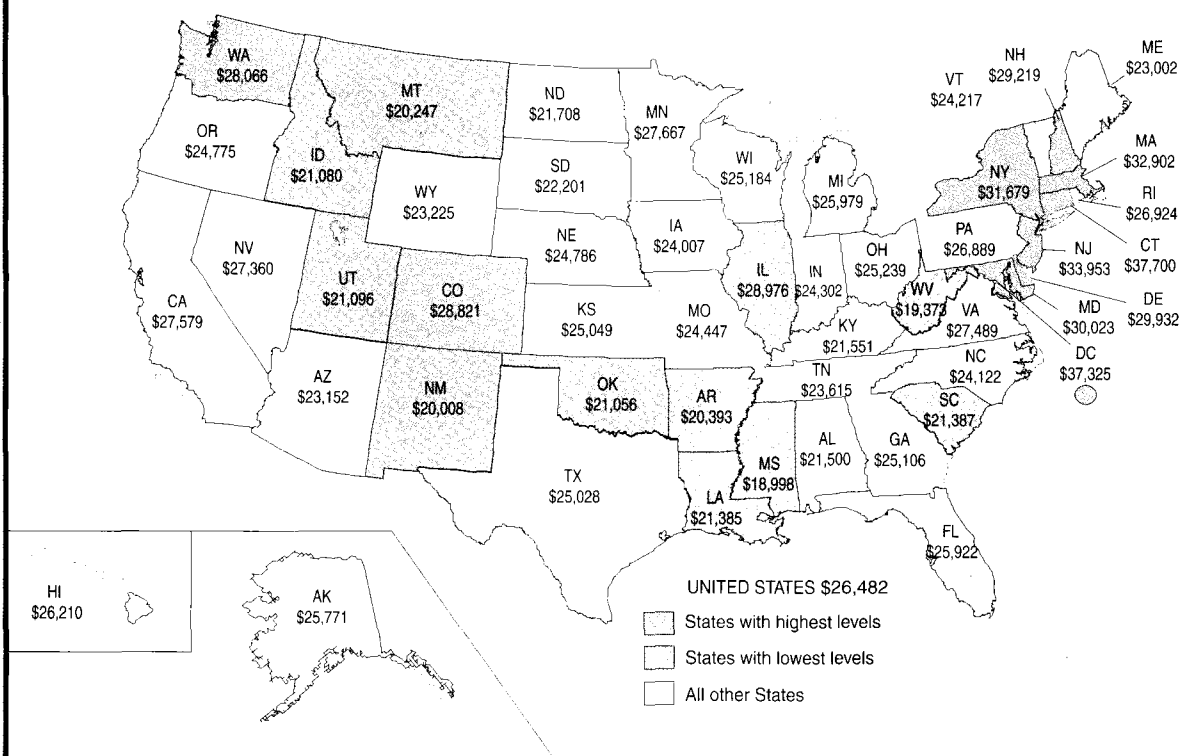 WA
$28,066
MT
$20,247
ND
$21,708
MN
$27,667
VT
$24,217
NH
$29,219
ME
$23,002
OR
$24,775
ID
$21,080
WY
$23,225
SD
$22,201
WI
$25,184
MI
$25,979
NY
$31,679
MA
$32,902
RI
$26,924
CT
$37,700
NJ
$33,953
DE
$29,932
MD
$30,023
DC
$37,325
NV
$27,360
UT
$21,096
CO
$28,821
NE
$24,786
IA
$24,007
IL
$28,976
IN
$24,302
OH
$25,239
PA
$26,889
WV
$19,373
VA
$27,489
CA
$27,579
KS
$25,049
MO
$24,447
KY
$21,551
NC
$24,122
TN
$23,615
SC
$21,387
AZ
$23,152
NM
$20,008
OK
$21,056
AR
$20,393
TX
$25,028
LA
$21,385
MS
$18,998
AL
$21,500
GA
$25,106
FL
$25,922
HI
$26,210
AK
$25,771
UNITED STATES $26,482
States with highest levels
States with lowest levels
All other States